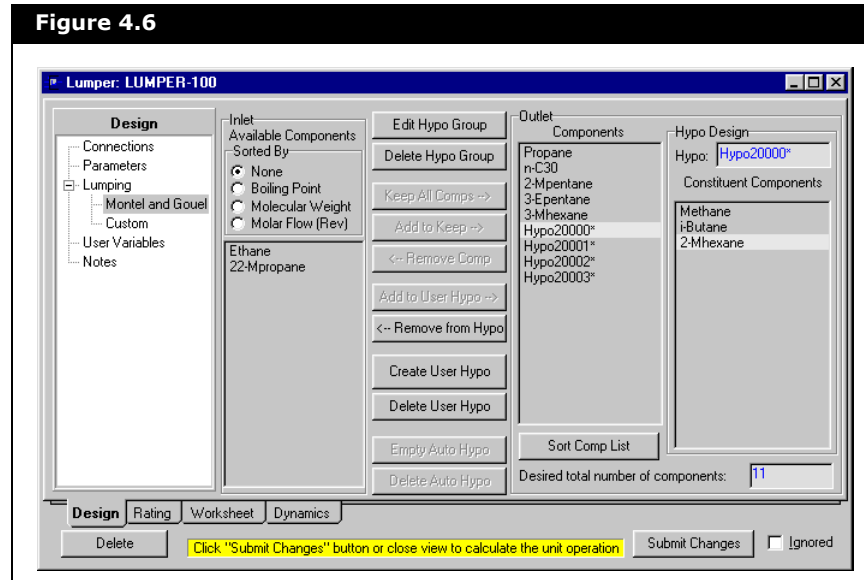 Figure 4.6
Lumper: LUMPER-100
Design
Connections
Parameters
Lumping
Montel and Gouel
Custom
User Variables
Notes
Inlet
Available Components
Sorted By
None
Boiling Point
Molecular Weight
Molar Flow (Rev)
Ethane
22-Mpropane
Edit Hypo Group
Delete Hypo Group
Keep All Comps -->
Add to Keep -->
<-- Remove Comp
Add to User Hypo -->
<-- Remove from Hypo
Create User Hypo
Delete User Hypo
Empty Auto Hypo
Delete Auto Hypo
Outlet
Components
Propane
n-C30
2-Mpentane
3-Epentane
3-Mhexane
Hypo20000*
Hypo20001*
Hypo20002*
Hypo20003*
Sort Comp List
Hypo Design
Hypo: Hypo20000*
Constituent Components
Methane
i-Butane
2-Mhexane
Desired total number of components: 11
Design Rating Worksheet Dynamics
Delete
Click "Submit Changes" button or close view to calculate the unit operation
Submit Changes
Ignored